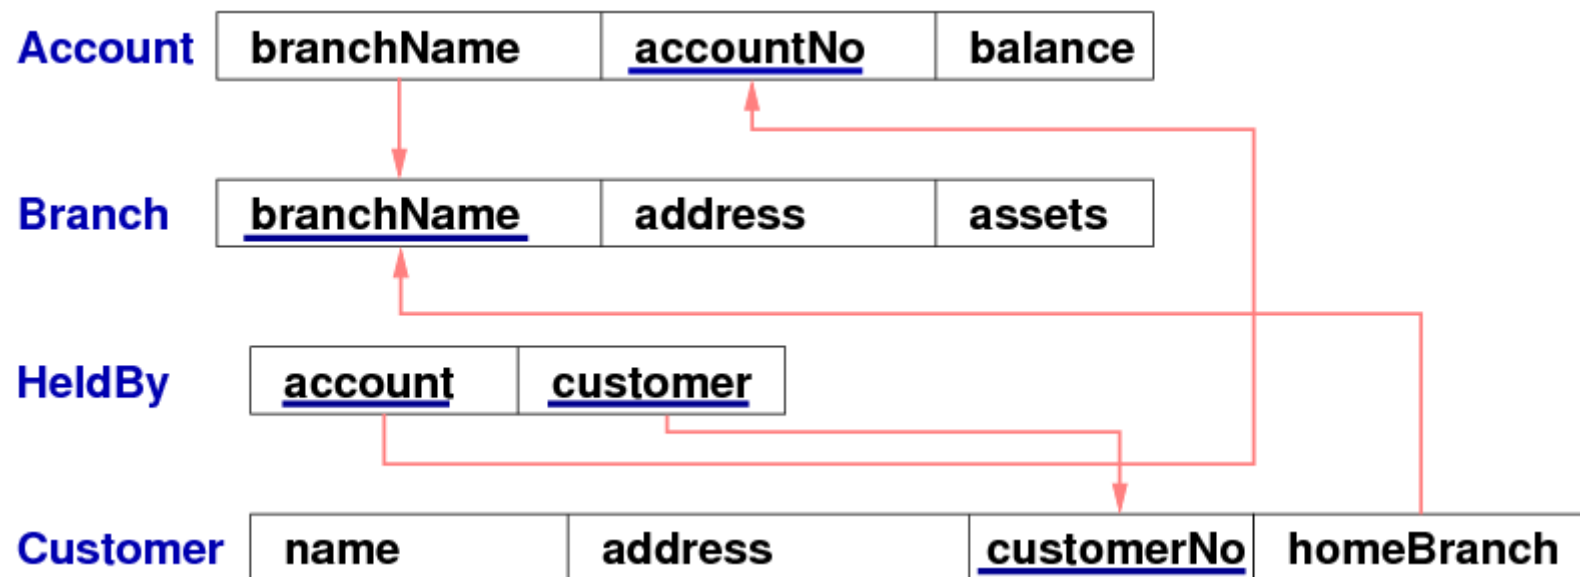 Account branchName accountNo balance
Branch branchName address assets
HeldBy account customer
Customer name address customerNo homeBranch